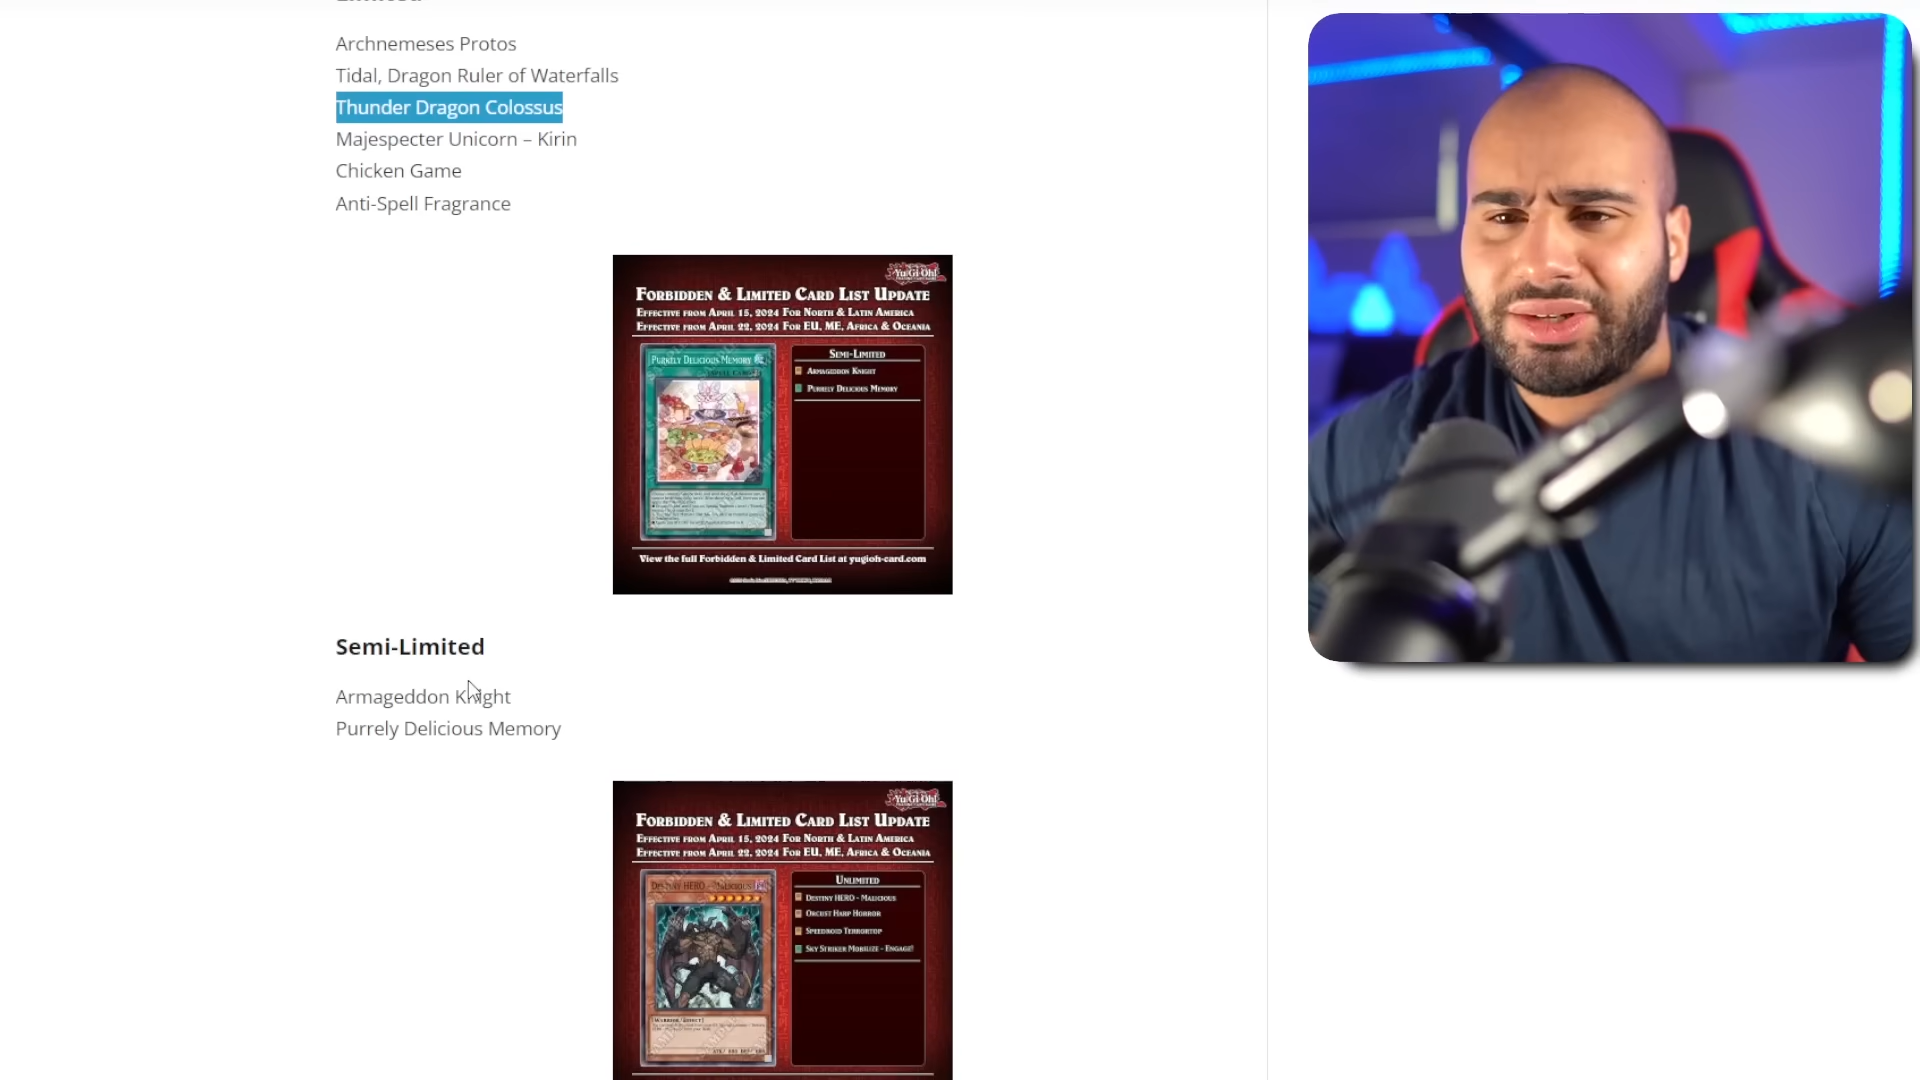 Archnemeses Protos
Tidal, Dragon Ruler of Waterfalls
Thunder Dragon Colossus
Majespecter Unicorn – Kirin
Chicken Game
Anti-Spell Fragrance
Yu-Gi-Oh!
Forbidden & Limited Card List Update
Effective from April 15, 2024 For North & Latin America
Effective from April 22, 2024 For EU, ME, Africa & Oceania
Purrely Delicious Memory
Semi-Limited
Armageddon Knight
Purrely Delicious Memory
View the full Forbidden & Limited Card List at yugioh-card.com
Semi-Limited
Armageddon Knight
Purrely Delicious Memory
Yu-Gi-Oh!
Forbidden & Limited Card List Update
Effective from April 15, 2024 For North & Latin America
Effective from April 22, 2024 For EU, ME, Africa & Oceania
Destiny HERO - Malicious
Unlimited
Destiny HERO - Malicious
Orcust Harp Horror
Speedroid Terrortop
Sky Striker Mobilize - Engage!
[Warrior/Effect]